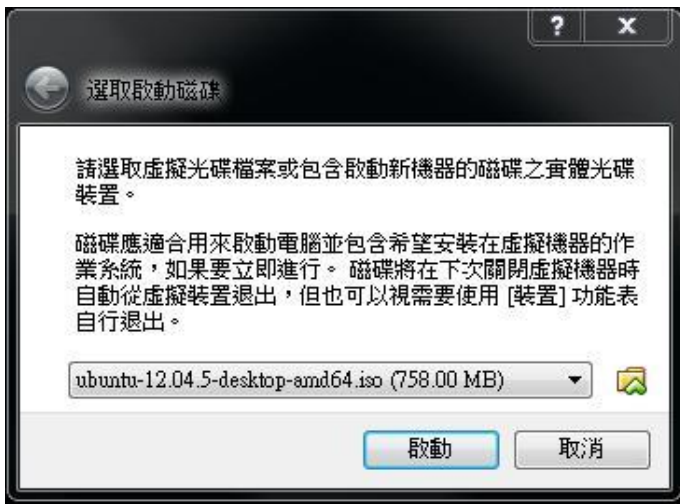 ? x
選取啟動磁碟
請選取虛擬光碟檔案或包含啟動新機器的磁碟之實體光碟
裝置。
磁碟應適合用來啟動電腦並包含希望安裝在虛擬機器的作
業系統，如果要立即進行。 磁碟將在下次關閉虛擬機器時
自動從虛擬裝置退出，但也可以視需要使用 [裝置] 功能表
自行退出。
ubuntu-12.04.5-desktop-amd64.iso (758.00 MB)
啟動 取消